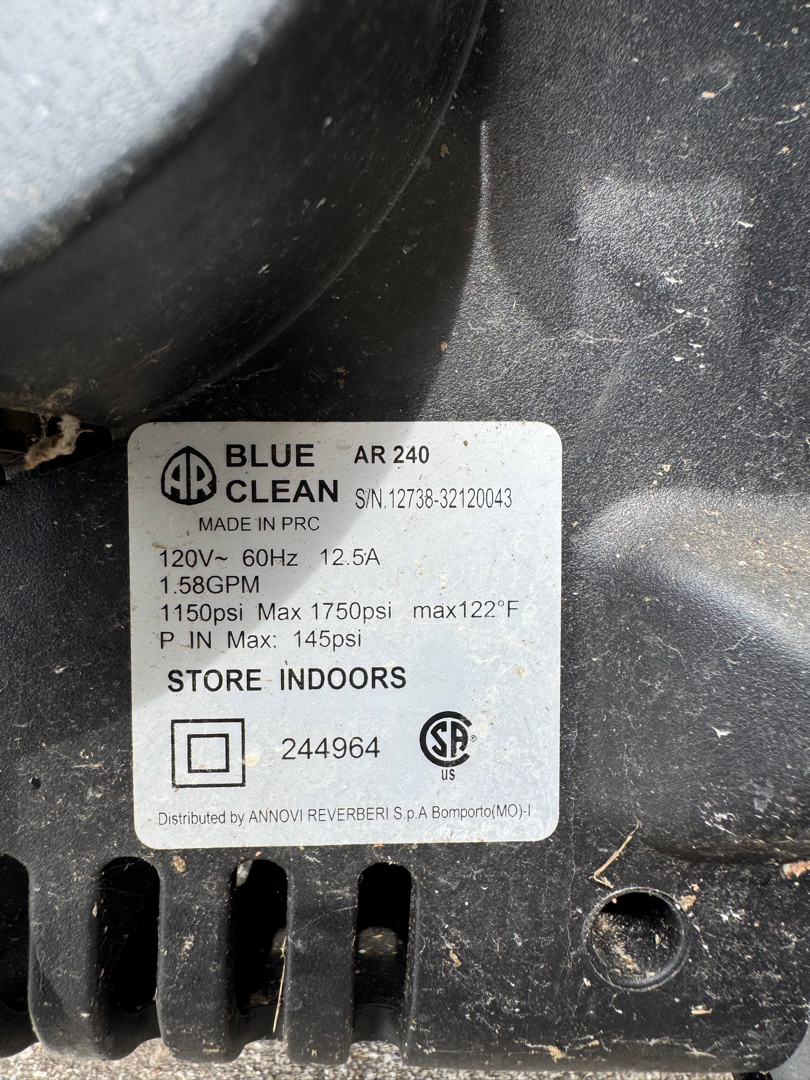 AR BLUE CLEAN AR 240
S/N.12738-32120043
MADE IN PRC
120V~ 60Hz 12.5A
1.58GPM
1150psi Max 1750psi max122°F
P IN Max: 145psi
STORE INDOORS
244964
SA ®
US
Distributed by ANNOVI REVERBERI S.p.A Bomporto(MO)-I